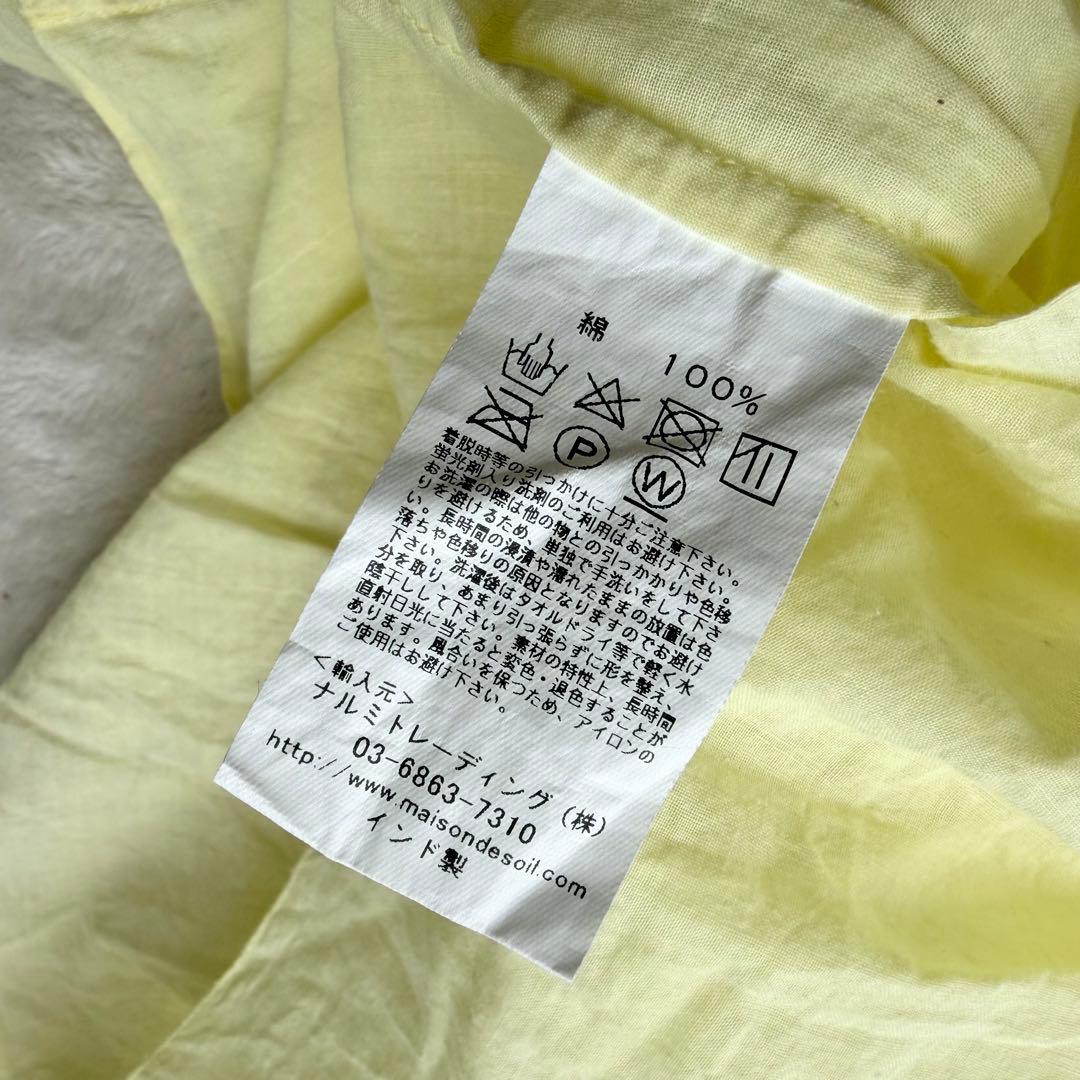 綿 100%
P
W
着脱時等の引つかけに十分ご注意下さい。
蛍光剤入り洗剤のご利用はお避け下さい。
お洗濯の際は他の物との引つかかりや色移
りを避けるため、単独で手洗いをして下さ
い。長時間の浸漬や濡れたままの放置は色
落ちや色移りの原因となりますのでお避け
下さい。洗濯後はタオルドライ等で軽く水
分を取り、あまり引っ張らずに形を整え、
陰干しして下さい。素材の特性上、長時間
直射日光に当たると変色・退色することが
あります。風合いを保つため、アイロンの
ご使用はお避け下さい。
<輸入元>
ナルミトレーディング(株)
03-6863-7310
http://www.maisondesoil.com
インド製